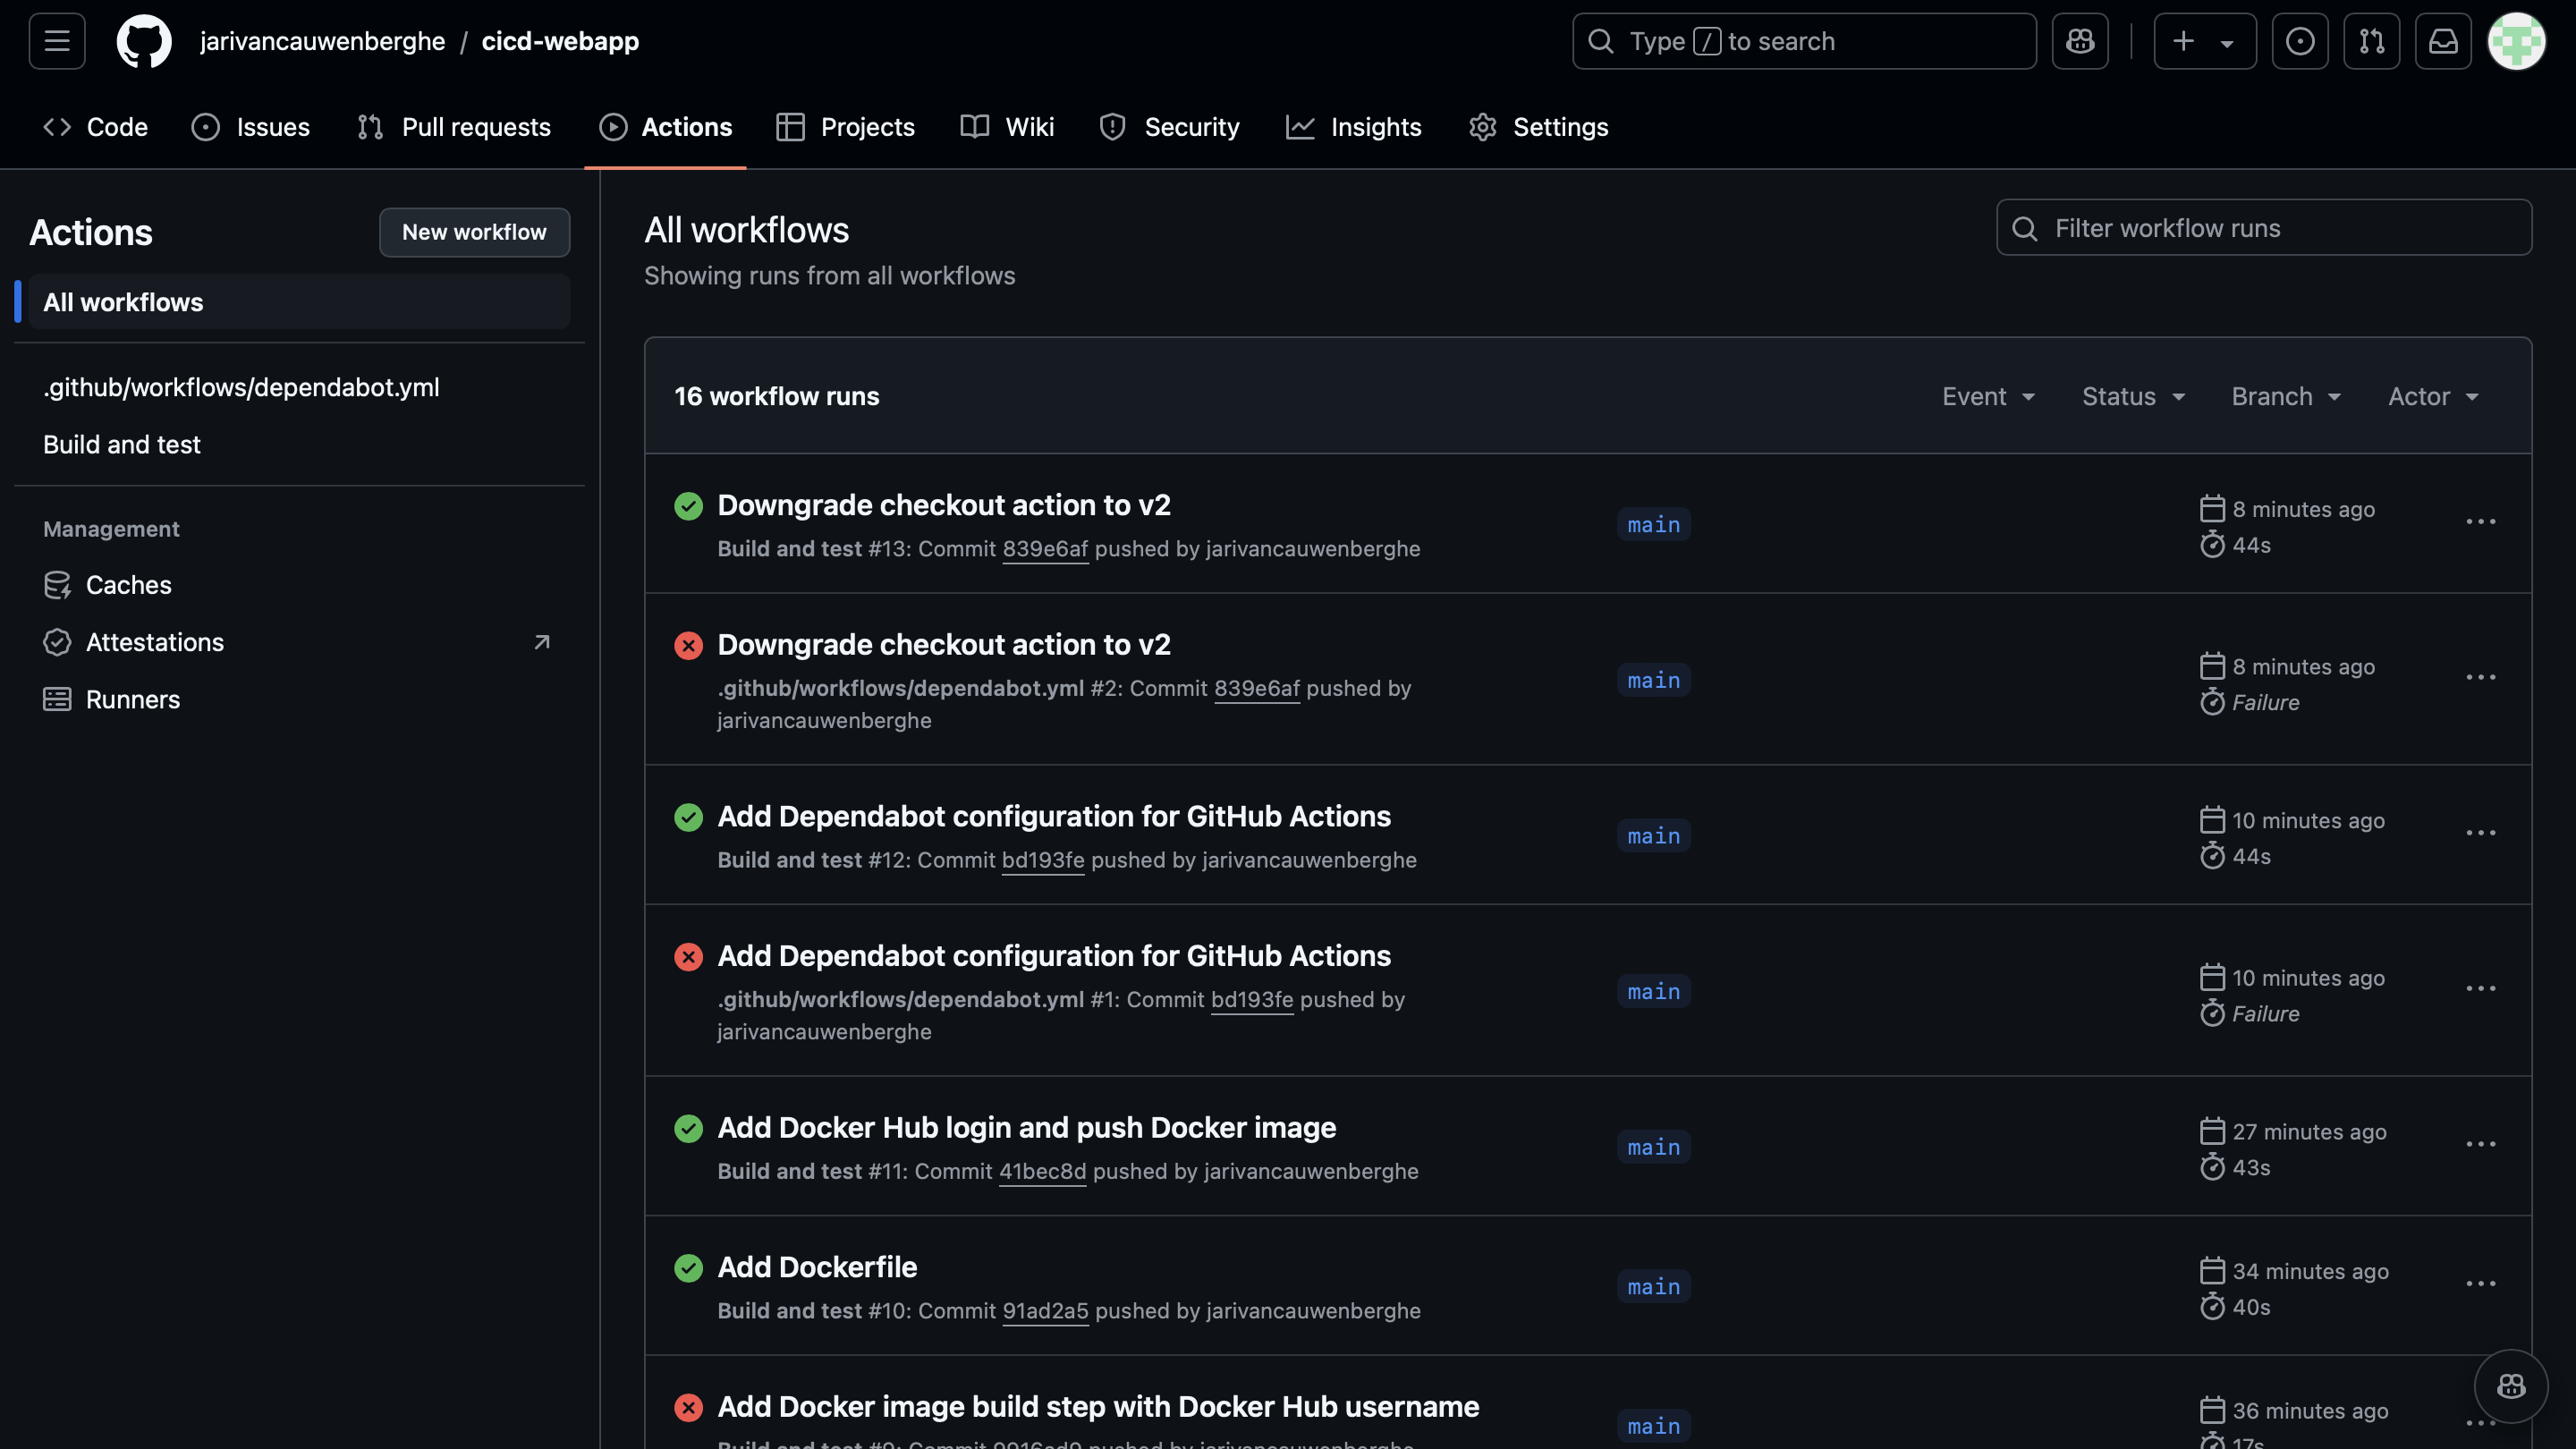 jarivancauwenberghe / cicd-webapp
Type / to search
Code Issues Pull requests Actions Projects Wiki Security Insights Settings
Actions
New workflow
All workflows
.github/workflows/dependabot.yml
Build and test
Management
Caches
Attestations
Runners
All workflows
Showing runs from all workflows
Filter workflow runs
16 workflow runs
Event Status Branch Actor
Downgrade checkout action to v2
Build and test #13: Commit 839e6af pushed by jarivancauwenberghe
main
8 minutes ago
44s
Downgrade checkout action to v2
.github/workflows/dependabot.yml #2: Commit 839e6af pushed by
jarivancauwenberghe
main
8 minutes ago
Failure
Add Dependabot configuration for GitHub Actions
Build and test #12: Commit bd193fe pushed by jarivancauwenberghe
main
10 minutes ago
44s
Add Dependabot configuration for GitHub Actions
.github/workflows/dependabot.yml #1: Commit bd193fe pushed by
jarivancauwenberghe
main
10 minutes ago
Failure
Add Docker Hub login and push Docker image
Build and test #11: Commit 41bec8d pushed by jarivancauwenberghe
main
27 minutes ago
43s
Add Dockerfile
Build and test #10: Commit 91ad2a5 pushed by jarivancauwenberghe
main
34 minutes ago
40s
Add Docker image build step with Docker Hub username
Build and test #9: Commit pushed by jarivancauwenberghe
main
36 minutes ago
17s